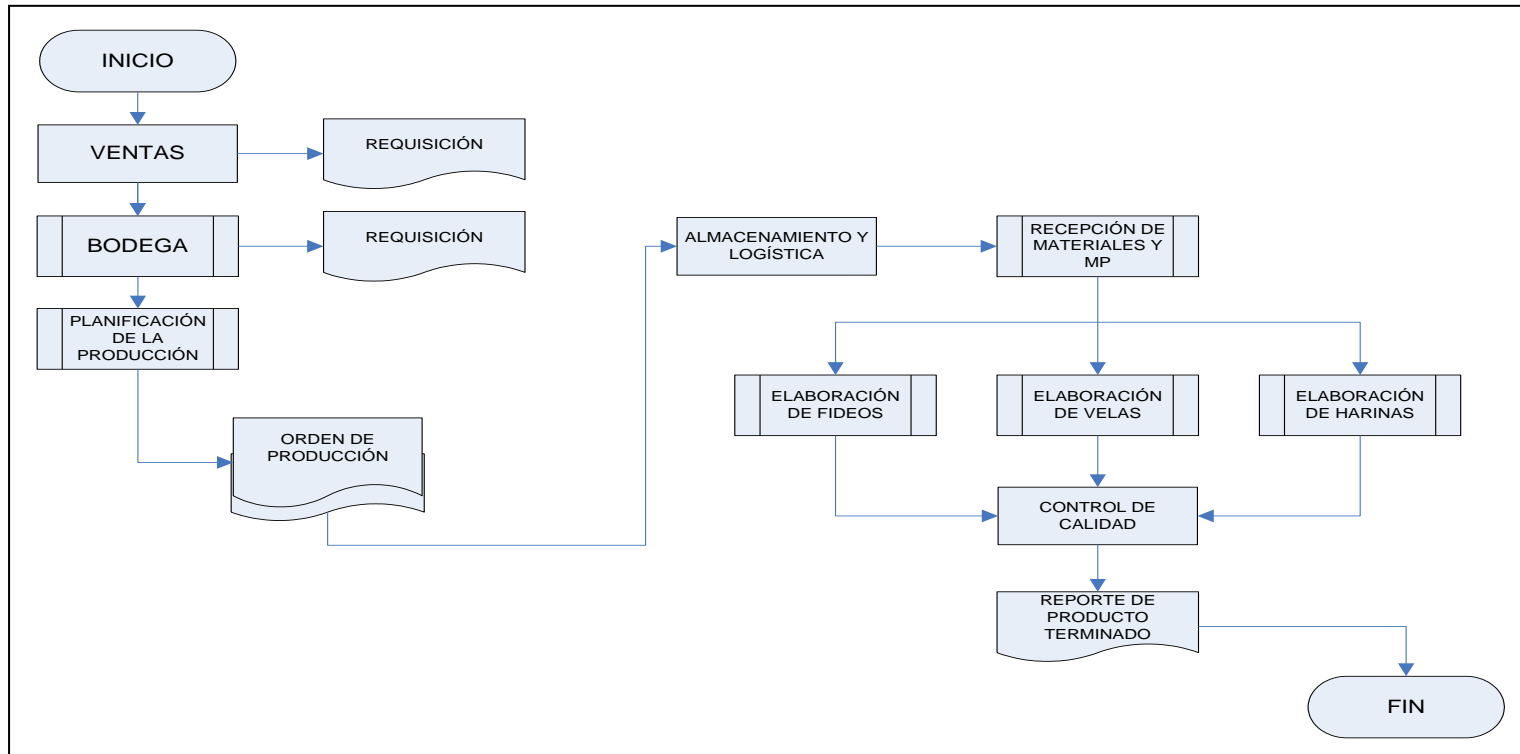 INICIO
VENTAS
REQUISICIÓN
BODEGA
REQUISICIÓN
PLANIFICACIÓN
DE LA
PRODUCCIÓN
ORDEN DE
PRODUCCIÓN
ALMACENAMIENTO Y
LOGÍSTICA
RECEPCIÓN DE
MATERIALES Y
MP
ELABORACIÓN
DE FIDEOS
ELABORACIÓN
DE VELAS
ELABORACIÓN
DE HARINAS
CONTROL DE
CALIDAD
REPORTE DE
PRODUCTO
TERMINADO
FIN